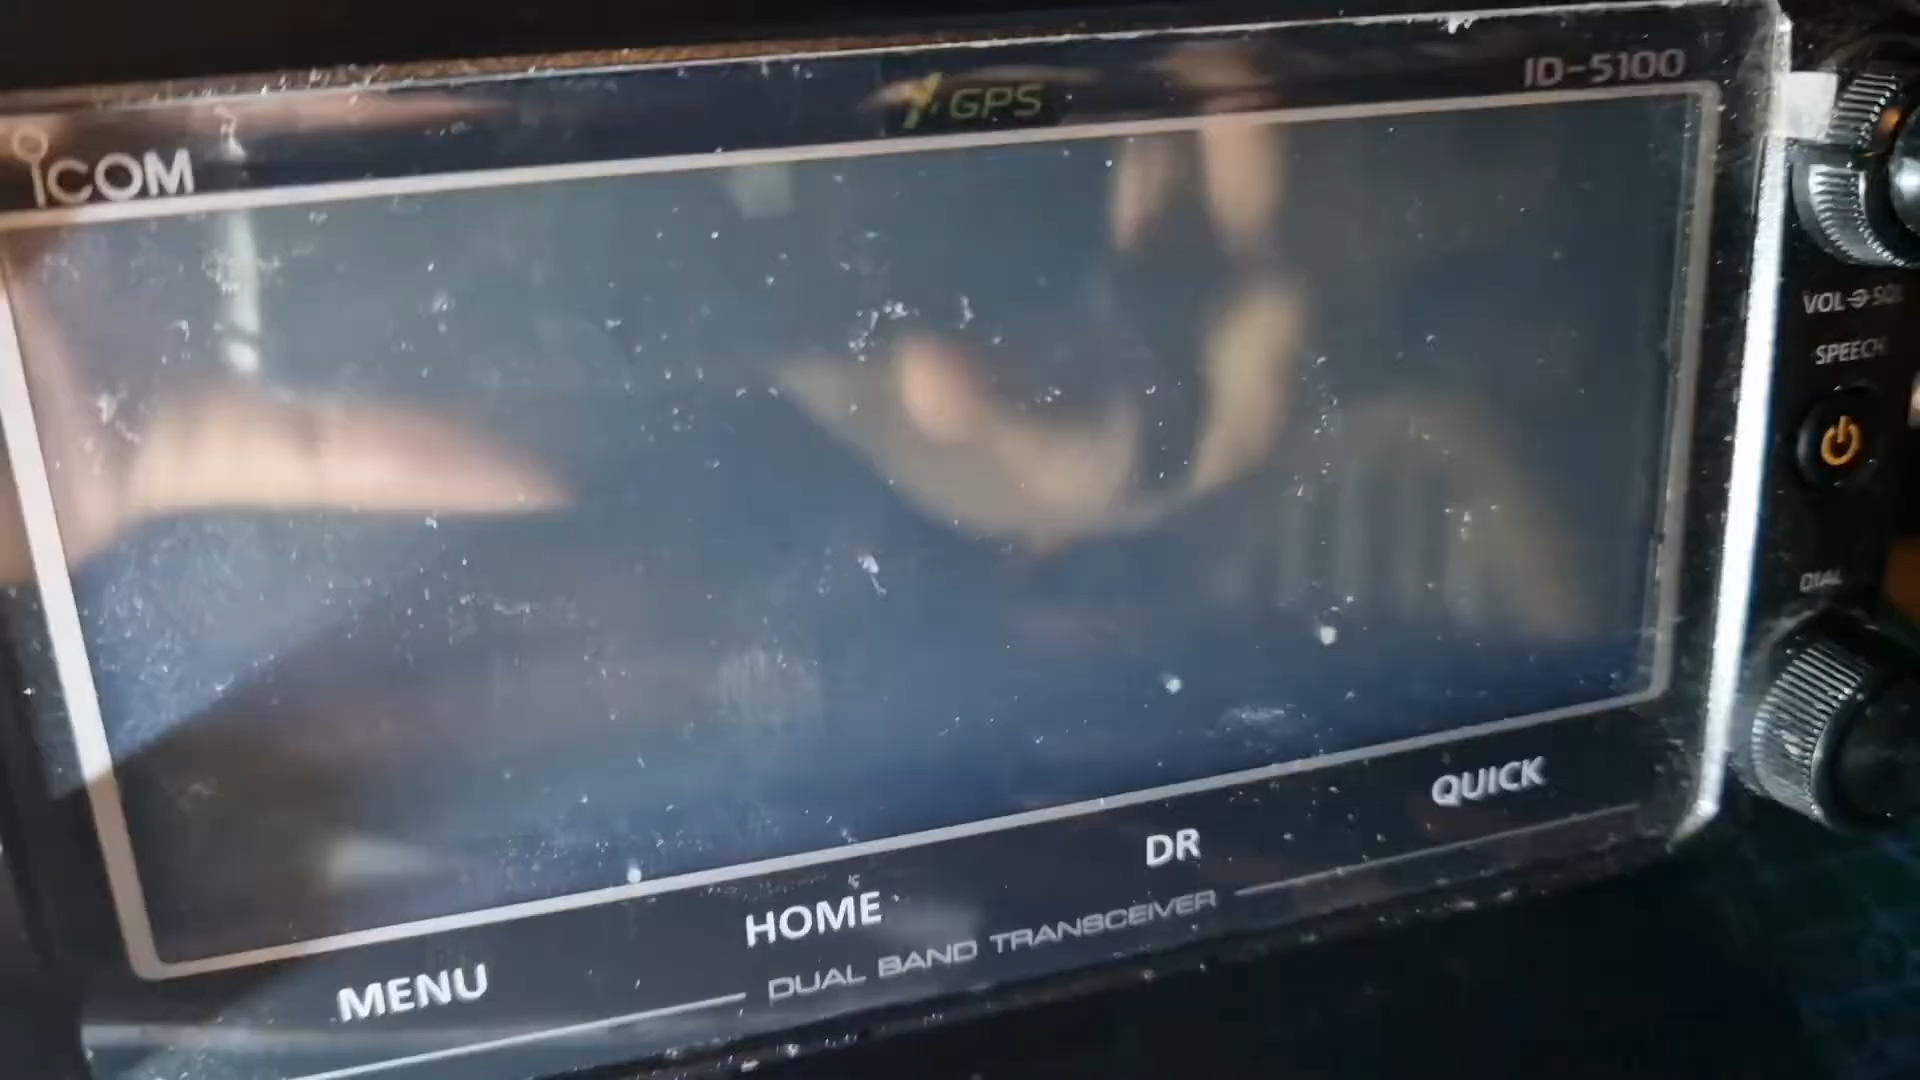 ID-5100
GPS
ICOM
VOL SQL
SPEECH
DIAL
QUICK
DR
HOME
MENU
DUAL BAND TRANSCEIVER